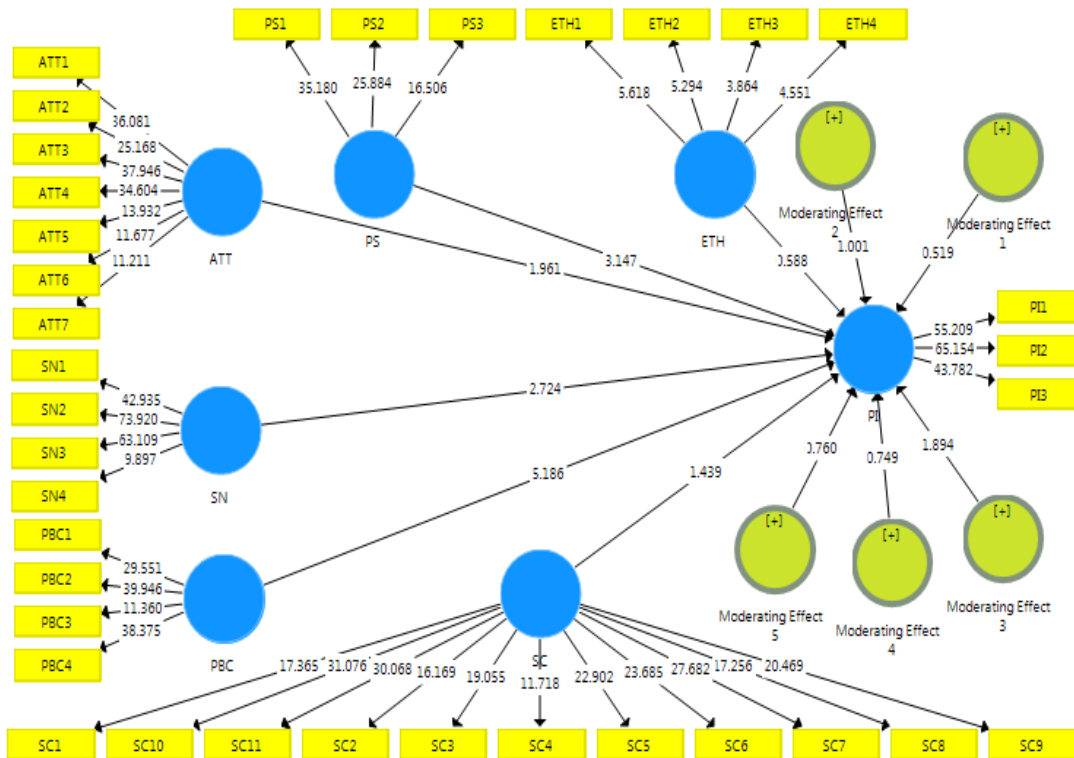 PS1
PS2
PS3
ETH1
ETH2
ETH3
ETH4
ATT1
ATT2
ATT3
ATT4
ATT5
ATT6
ATT7
35.180
25.884
16.506
5.618
5.294
3.864
4.551
36.081
25.168
37.946
34.604
13.932
11.677
11.211
[+]
[+]
Moderating Effect
2
Moderating Effect
1
PS
ETH
ATT
3.147
1.961
0.588
1.001
0.519
SN1
SN2
SN3
SN4
42.935
73.920
63.109
9.897
SN
2.724
PI1
PI2
PI3
55.209
65.154
43.782
PI
PBC1
PBC2
PBC3
PBC4
29.551
39.946
11.360
38.375
PBC
5.186
1.439
0.760
0.749
1.894
[+]
[+]
[+]
Moderating Effect
5
Moderating Effect
4
Moderating Effect
3
SC
17.365
31.076
30.068
16.169
19.055
11.718
22.902
23.685
27.682
17.256
20.469
SC1
SC10
SC11
SC2
SC3
SC4
SC5
SC6
SC7
SC8
SC9